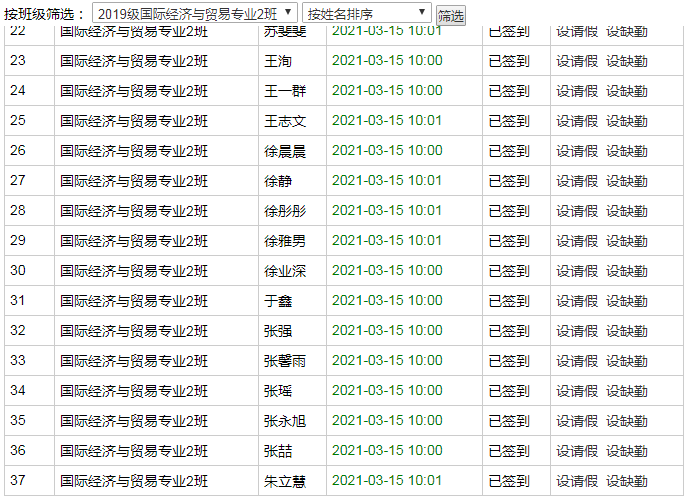 按班级筛选： 2019级国际经济与贸易专业2班 按姓名排序 筛选
22 国际经济与贸易专业2班 苏斐斐 2021-03-15 10:01 已签到 设请假 设缺勤
23 国际经济与贸易专业2班 王洵 2021-03-15 10:00 已签到 设请假 设缺勤
24 国际经济与贸易专业2班 王一群 2021-03-15 10:00 已签到 设请假 设缺勤
25 国际经济与贸易专业2班 王志文 2021-03-15 10:01 已签到 设请假 设缺勤
26 国际经济与贸易专业2班 徐晨晨 2021-03-15 10:00 已签到 设请假 设缺勤
27 国际经济与贸易专业2班 徐静 2021-03-15 10:01 已签到 设请假 设缺勤
28 国际经济与贸易专业2班 徐彤彤 2021-03-15 10:01 已签到 设请假 设缺勤
29 国际经济与贸易专业2班 徐雅男 2021-03-15 10:01 已签到 设请假 设缺勤
30 国际经济与贸易专业2班 徐业深 2021-03-15 10:00 已签到 设请假 设缺勤
31 国际经济与贸易专业2班 于鑫 2021-03-15 10:00 已签到 设请假 设缺勤
32 国际经济与贸易专业2班 张强 2021-03-15 10:00 已签到 设请假 设缺勤
33 国际经济与贸易专业2班 张馨雨 2021-03-15 10:00 已签到 设请假 设缺勤
34 国际经济与贸易专业2班 张瑶 2021-03-15 10:00 已签到 设请假 设缺勤
35 国际经济与贸易专业2班 张永旭 2021-03-15 10:00 已签到 设请假 设缺勤
36 国际经济与贸易专业2班 张喆 2021-03-15 10:00 已签到 设请假 设缺勤
37 国际经济与贸易专业2班 朱立慧 2021-03-15 10:01 已签到 设请假 设缺勤